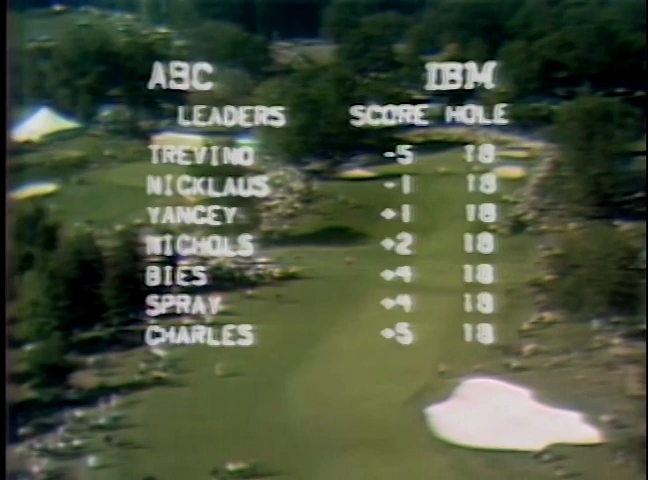 ABC IBM
LEADERS SCORE HOLE
TREVINO -5 18
NICKLAUS -1 18
YANCEY +1 18
NICHOLS +2 18
BIES +4 18
SPRAY +4 18
CHARLES +5 18